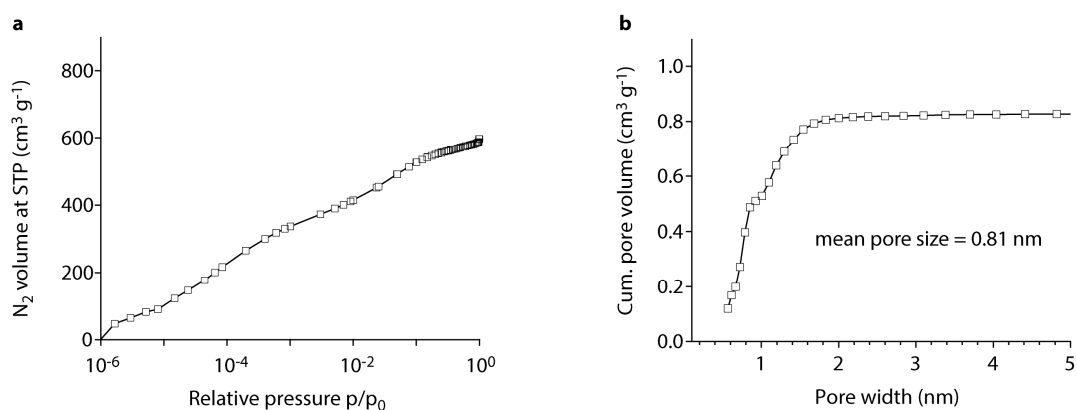 a
N₂ volume at STP (cm³ g⁻¹)
800
600
400
200
0
10⁻⁶
10⁻⁴
10⁻²
10⁰
Relative pressure p/p₀
b
Cum. pore volume (cm³ g⁻¹)
1.0
0.8
0.6
0.4
0.2
0.0
mean pore size = 0.81 nm
1
2
3
4
5
Pore width (nm)